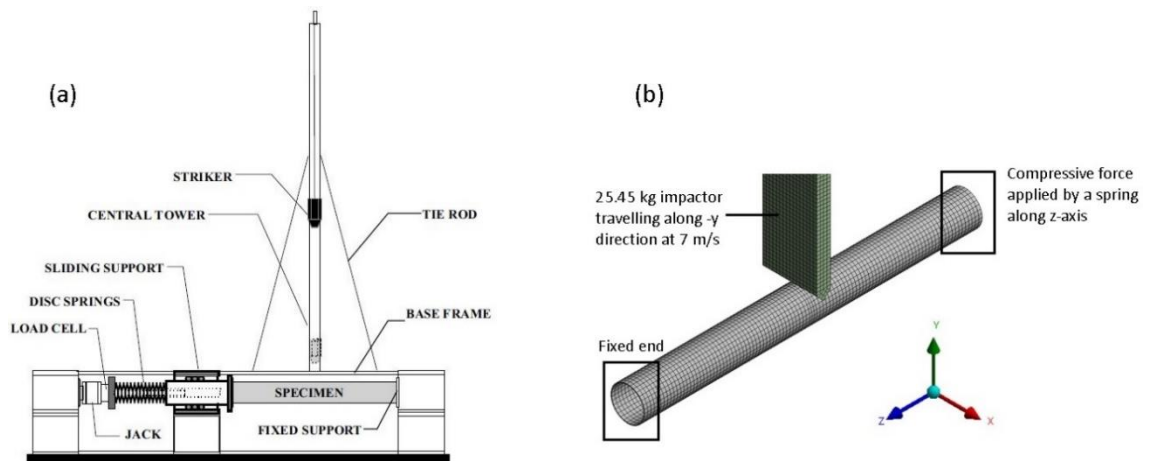 (a)
STRIKER
CENTRAL TOWER
TIE ROD
SLIDING SUPPORT
DISC SPRINGS
LOAD CELL
BASE FRAME
SPECIMEN
JACK
FIXED SUPPORT
(b)
25.45 kg impactor
travelling along -y
direction at 7 m/s
Compressive force
applied by a spring
along z-axis
Fixed end
Y
Z
X